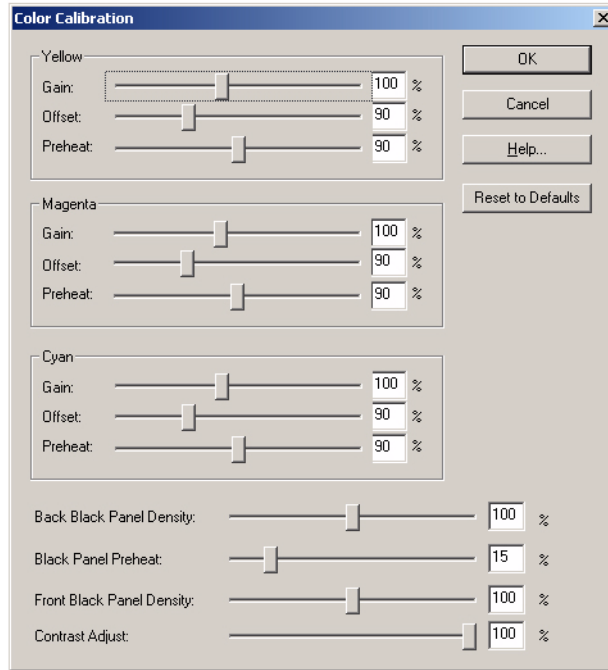 Color Calibration
Yellow
Gain: 100 %
Offset: 90 %
Preheat: 90 %
OK
Cancel
Help...
Reset to Defaults
Magenta
Gain: 100 %
Offset: 90 %
Preheat: 90 %
Cyan
Gain: 100 %
Offset: 90 %
Preheat: 90 %
Back Black Panel Density: 100 %
Black Panel Preheat: 15 %
Front Black Panel Density: 100 %
Contrast Adjust: 100 %